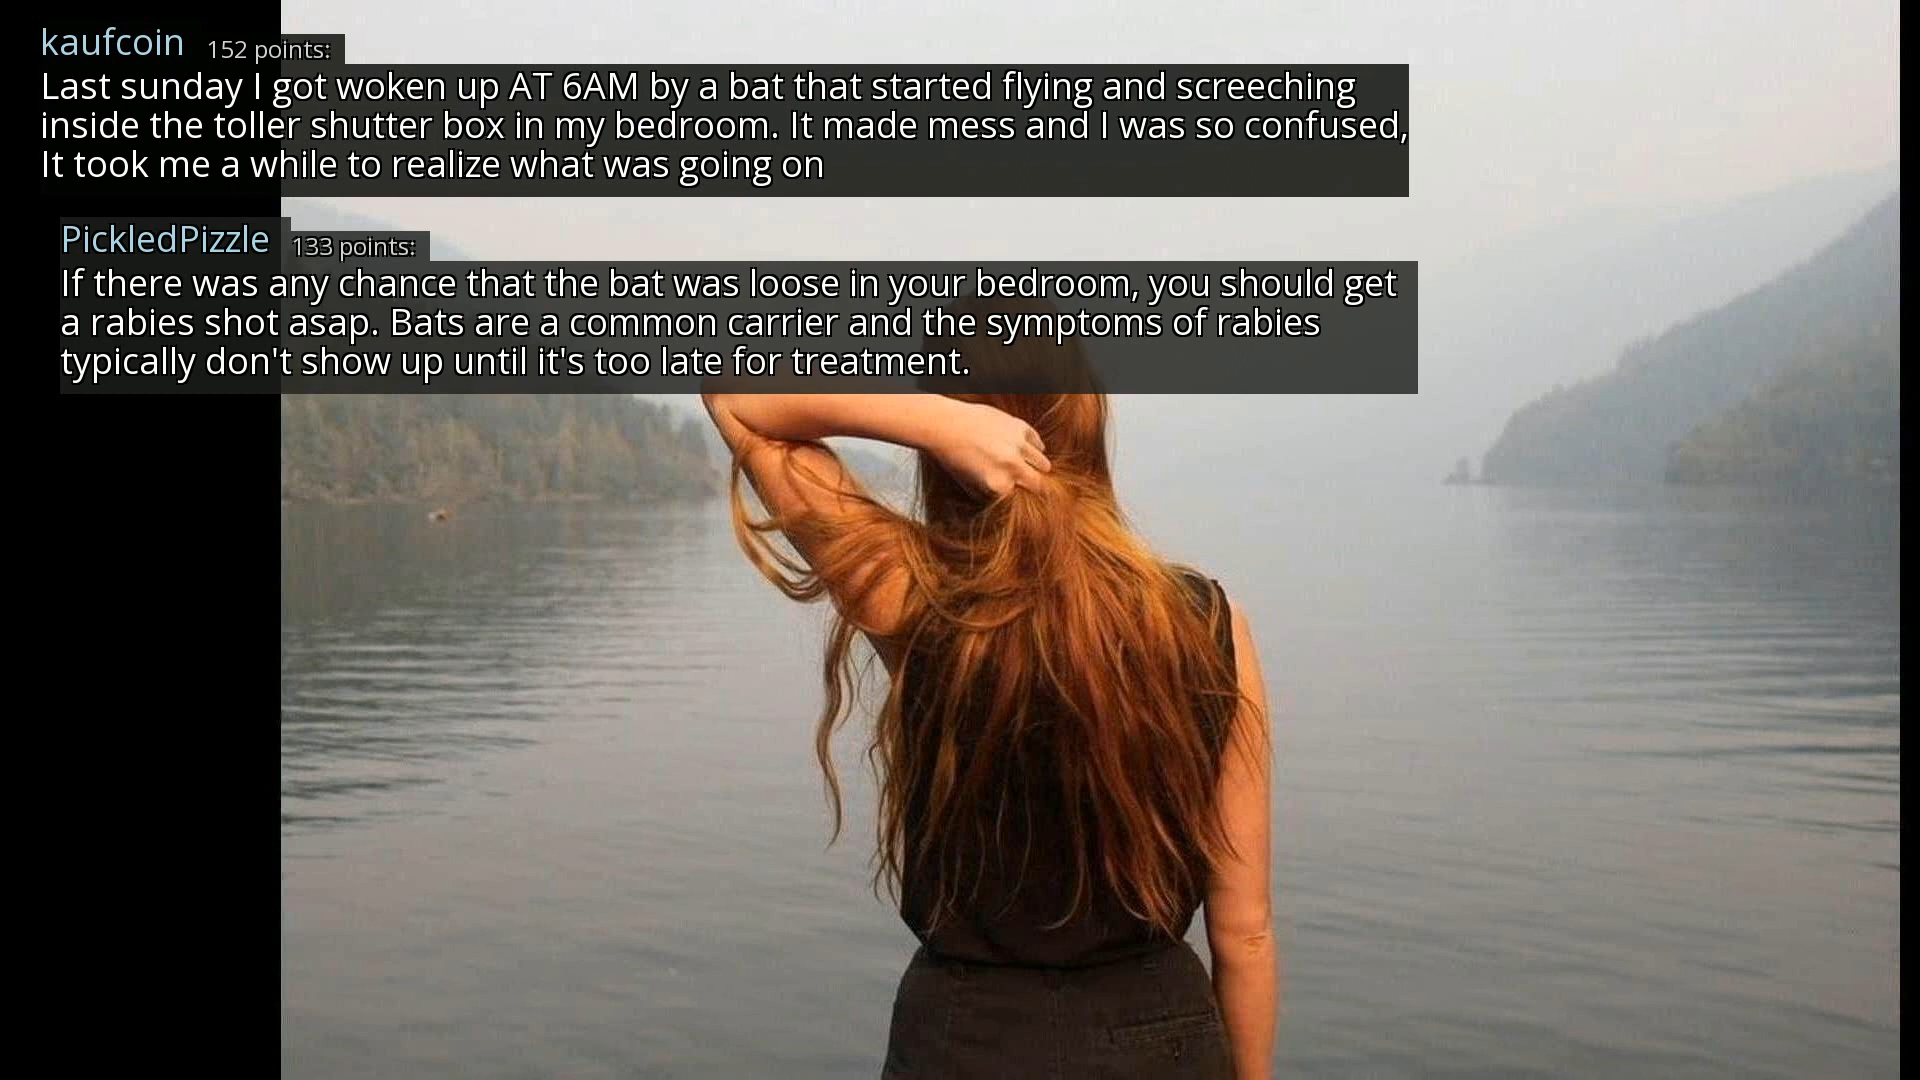 kaufcoin 152 points:
Last sunday I got woken up AT 6AM by a bat that started flying and screeching
inside the toller shutter box in my bedroom. It made mess and I was so confused,
It took me a while to realize what was going on
PickledPizzle 133 points:
If there was any chance that the bat was loose in your bedroom, you should get
a rabies shot asap. Bats are a common carrier and the symptoms of rabies
typically don't show up until it's too late for treatment.